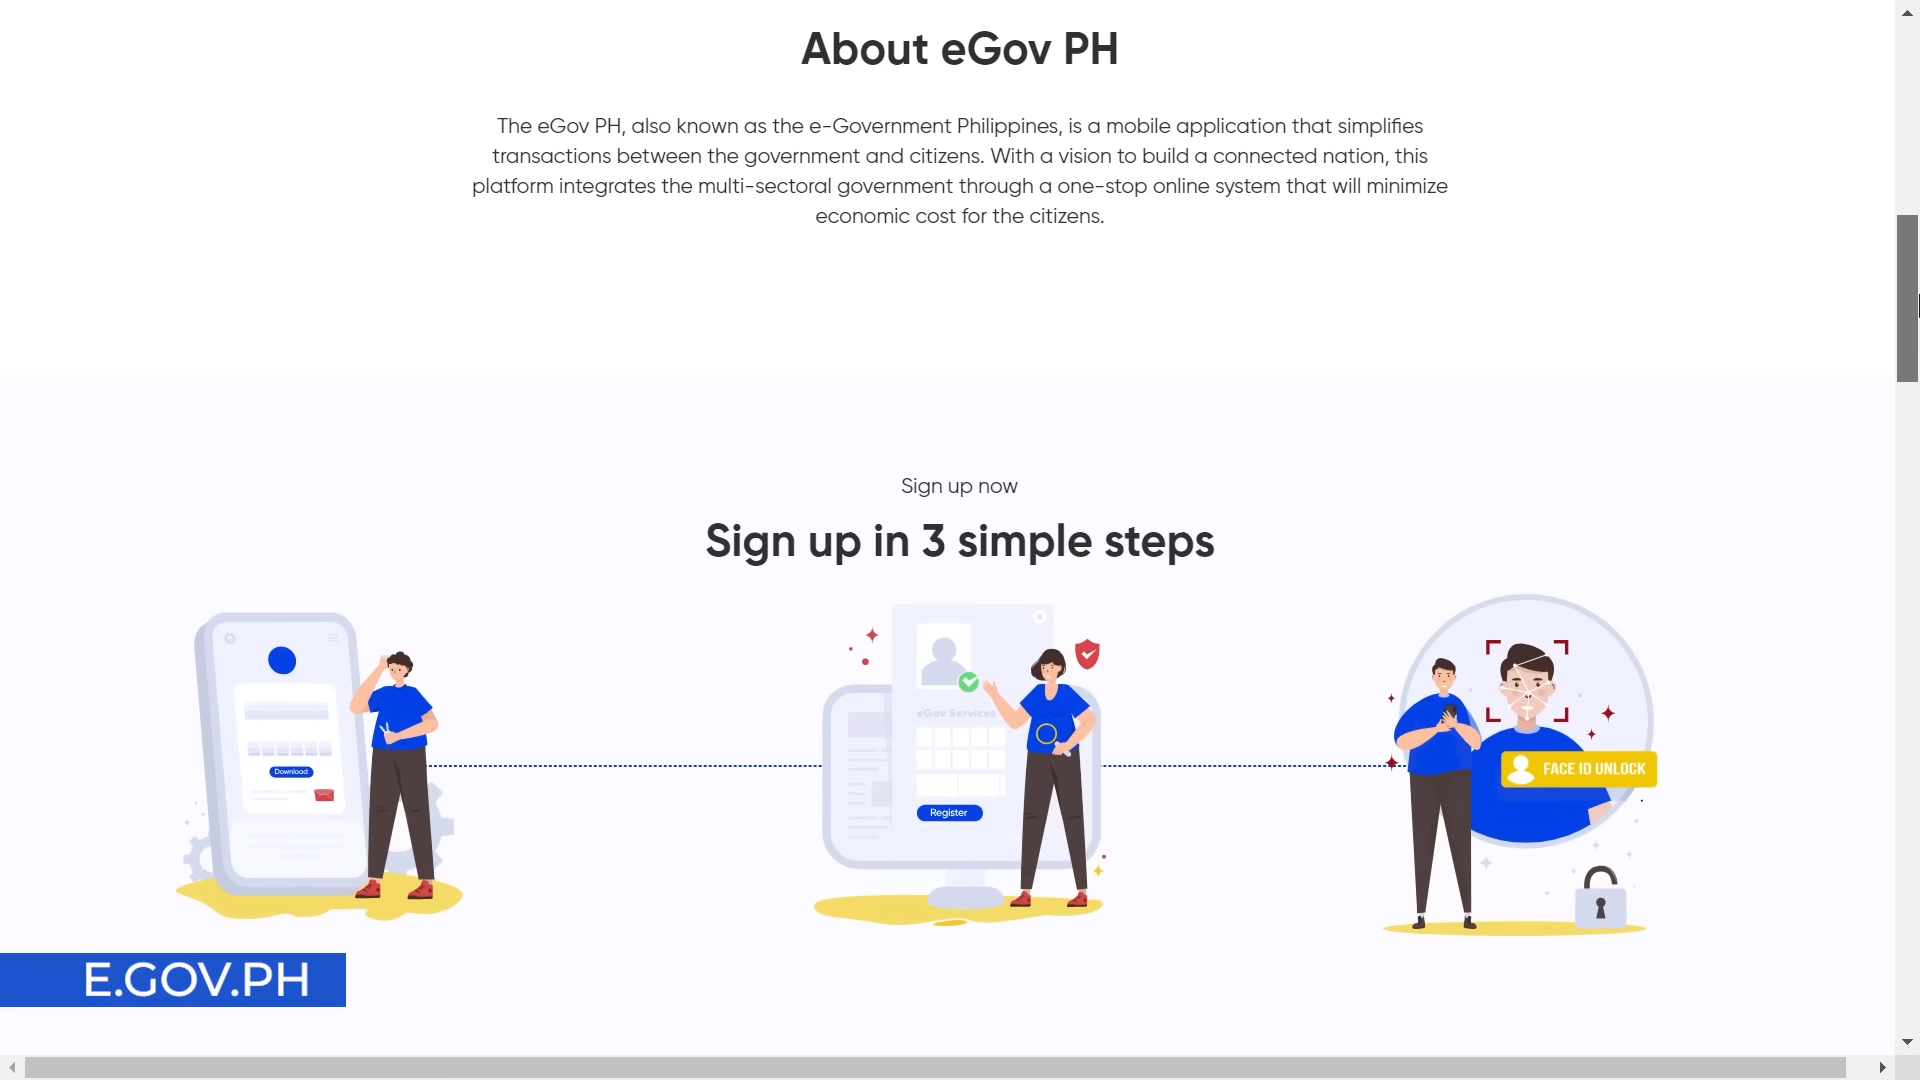 About eGov PH
The eGov PH, also known as the e-Government Philippines, is a mobile application that simplifies
transactions between the government and citizens. With a vision to build a connected nation, this
platform integrates the multi-sectoral government through a one-stop online system that will minimize
economic cost for the citizens.
Sign up now
Sign up in 3 simple steps
Download
eGov Services
Register
FACE ID UNLOCK
E.GOV.PH